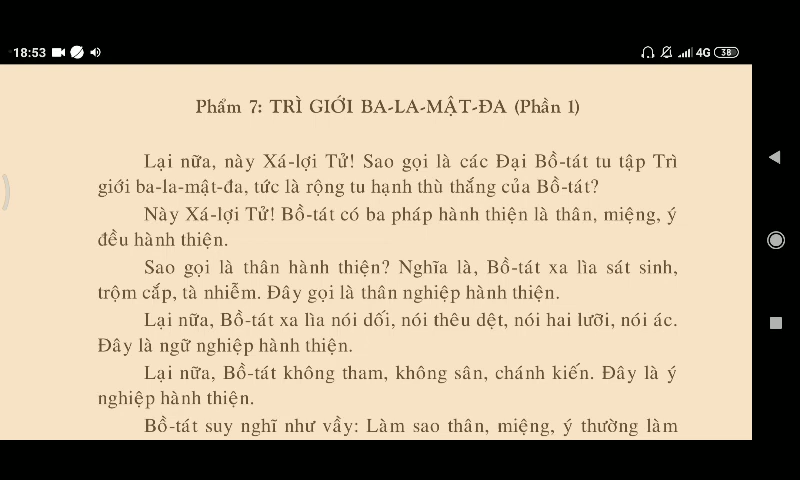 18:53
4G 38
Phẩm 7: TRÌ GIỚI BA-LA-MẬT-ĐA (Phần 1)
Lại nữa, này Xá-lợi Tử! Sao gọi là các Đại Bồ-tát tu tập Trì
giới ba-la-mật-đa, tức là rộng tu hạnh thù thắng của Bồ-tát?
Này Xá-lợi Tử! Bồ-tát có ba pháp hành thiện là thân, miệng, ý
đều hành thiện.
Sao gọi là thân hành thiện? Nghĩa là, Bồ-tát xa lìa sát sinh,
trộm cắp, tà nhiễm. Đây gọi là thân nghiệp hành thiện.
Lại nữa, Bồ-tát xa lìa nói dối, nói thêu dệt, nói hai lưỡi, nói ác.
Đây là ngữ nghiệp hành thiện.
Lại nữa, Bồ-tát không tham, không sân, chánh kiến. Đây là ý
nghiệp hành thiện.
Bồ-tát suy nghĩ như vầy: Làm sao thân, miệng, ý thường làm